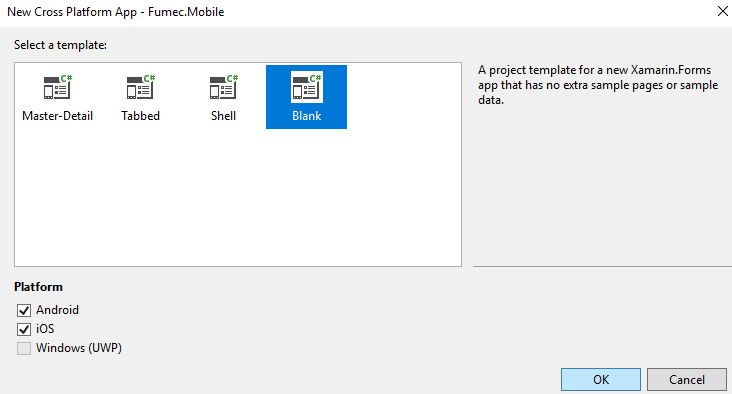 New Cross Platform App - Fumec.Mobile
Select a template:
C# C# C# C#
Master-Detail Tabbed Shell Blank
A project template for a new Xamarin.Forms
app that has no extra sample pages or sample
data.
Platform
Android
iOS
Windows (UWP)
OK Cancel